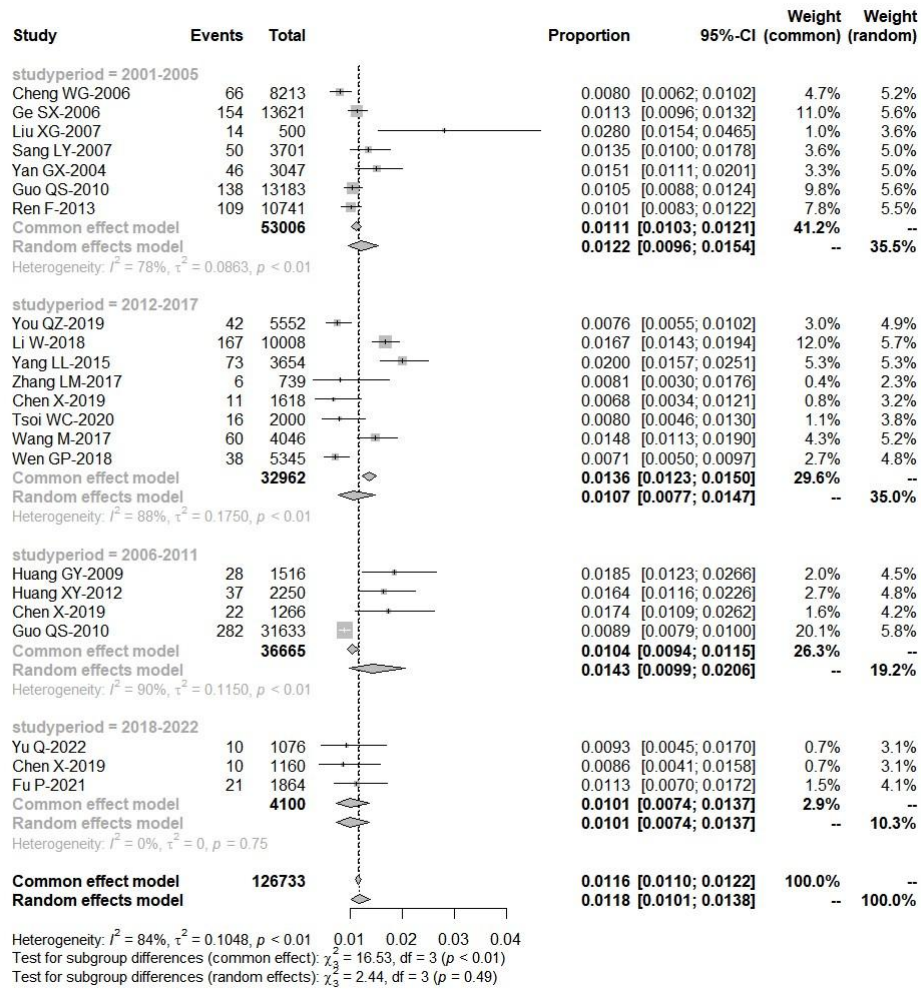 Weight Weight
Study Events Total Proportion 95%-CI (common) (random)
studyperiod = 2001-2005
Cheng WG-2006 66 8213 0.0080 [0.0062; 0.0102] 4.7% 5.2%
Ge SX-2006 154 13621 0.0113 [0.0096; 0.0132] 11.0% 5.6%
Liu XG-2007 14 500 0.0280 [0.0154; 0.0465] 1.0% 3.6%
Sang LY-2007 50 3701 0.0135 [0.0100; 0.0178] 3.6% 5.0%
Yan GX-2004 46 3047 0.0151 [0.0111; 0.0201] 3.3% 5.0%
Guo QS-2010 138 13183 0.0105 [0.0088; 0.0124] 9.8% 5.6%
Ren F-2013 109 10741 0.0101 [0.0083; 0.0122] 7.8% 5.5%
Common effect model 53006 0.0111 [0.0103; 0.0121] 41.2% --
Random effects model 0.0122 [0.0096; 0.0154] -- 35.5%
Heterogeneity: I² = 78%, τ² = 0.0863, p < 0.01
studyperiod = 2012-2017
You QZ-2019 42 5552 0.0076 [0.0055; 0.0102] 3.0% 4.9%
Li W-2018 167 10008 0.0167 [0.0143; 0.0194] 12.0% 5.7%
Yang LL-2015 73 3654 0.0200 [0.0157; 0.0251] 5.3% 5.3%
Zhang LM-2017 6 739 0.0081 [0.0030; 0.0176] 0.4% 2.3%
Chen X-2019 11 1618 0.0068 [0.0034; 0.0121] 0.8% 3.2%
Tsoi WC-2020 16 2000 0.0080 [0.0046; 0.0130] 1.1% 3.8%
Wang M-2017 60 4046 0.0148 [0.0113; 0.0190] 4.3% 5.2%
Wen GP-2018 38 5345 0.0071 [0.0050; 0.0097] 2.7% 4.8%
Common effect model 32962 0.0136 [0.0123; 0.0150] 29.6% --
Random effects model 0.0107 [0.0077; 0.0147] -- 35.0%
Heterogeneity: I² = 88%, τ² = 0.1750, p < 0.01
studyperiod = 2006-2011
Huang GY-2009 28 1516 0.0185 [0.0123; 0.0266] 2.0% 4.5%
Huang XY-2012 37 2250 0.0164 [0.0116; 0.0226] 2.7% 4.8%
Chen X-2019 22 1266 0.0174 [0.0109; 0.0262] 1.6% 4.2%
Guo QS-2010 282 31633 0.0089 [0.0079; 0.0100] 20.1% 5.8%
Common effect model 36665 0.0104 [0.0094; 0.0115] 26.3% --
Random effects model 0.0143 [0.0099; 0.0206] -- 19.2%
Heterogeneity: I² = 90%, τ² = 0.1150, p < 0.01
studyperiod = 2018-2022
Yu Q-2022 10 1076 0.0093 [0.0045; 0.0170] 0.7% 3.1%
Chen X-2019 10 1160 0.0086 [0.0041; 0.0158] 0.7% 3.1%
Fu P-2021 21 1864 0.0113 [0.0070; 0.0172] 1.5% 4.1%
Common effect model 4100 0.0101 [0.0074; 0.0137] 2.9% --
Random effects model 0.0101 [0.0074; 0.0137] -- 10.3%
Heterogeneity: I² = 0%, τ² = 0, p = 0.75
Common effect model 126733 0.0116 [0.0110; 0.0122] 100.0% --
Random effects model 0.0118 [0.0101; 0.0138] -- 100.0%
Heterogeneity: I² = 84%, τ² = 0.1048, p < 0.01 0.01 0.02 0.03 0.04
Test for subgroup differences (common effect): χ²₃ = 16.53, df = 3 (p < 0.01)
Test for subgroup differences (random effects): χ²₃ = 2.44, df = 3 (p = 0.49)